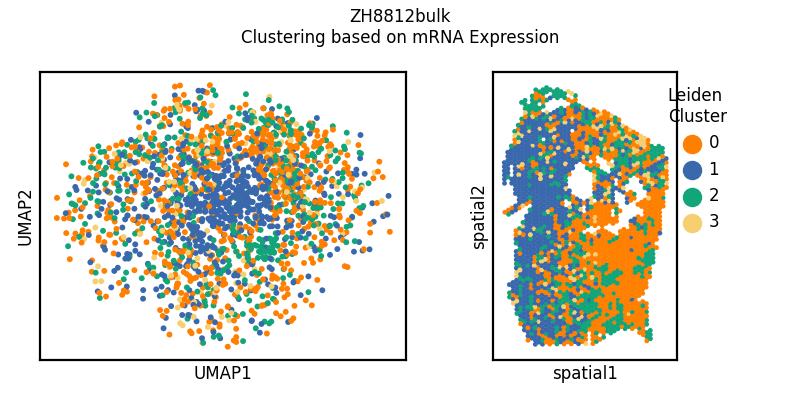 ZH8812bulk
Clustering based on mRNA Expression
UMAP2
UMAP1
spatial2
spatial1
Leiden
Cluster
0
1
2
3